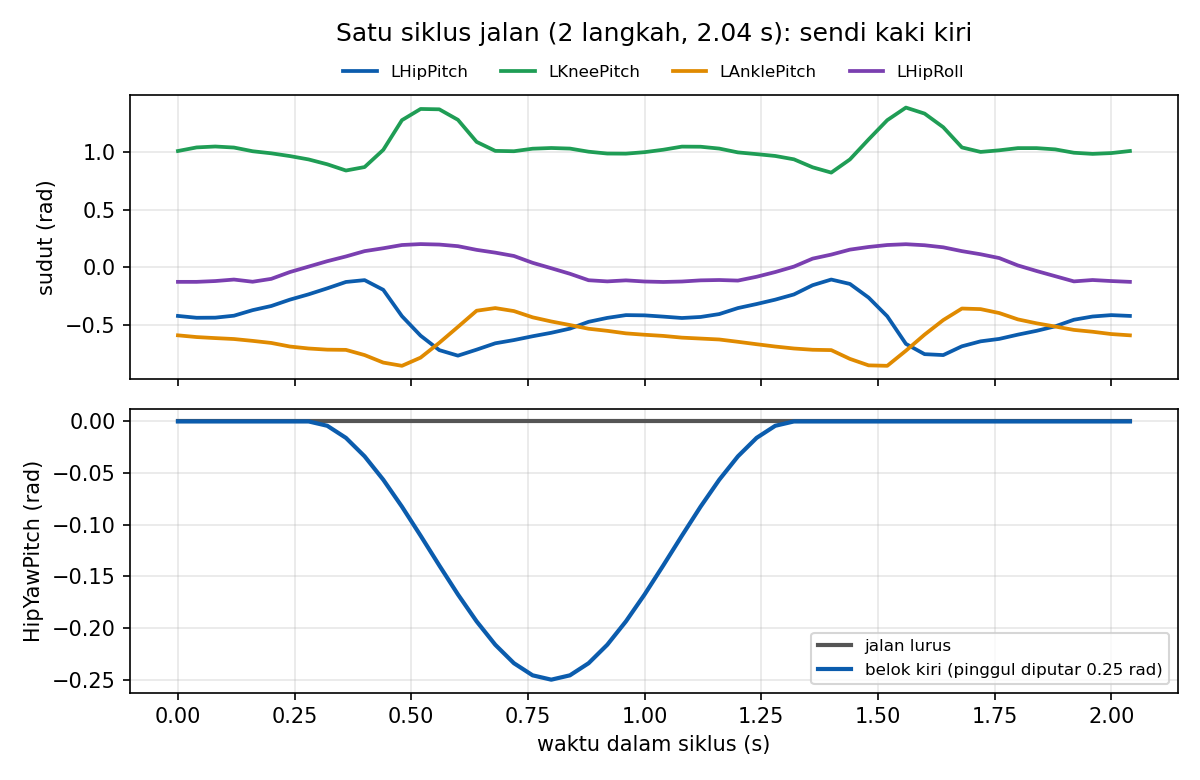 Satu siklus jalan (2 langkah, 2.04 s): sendi kaki kiri
LHipPitch LKneePitch LAnklePitch LHipRoll
sudut (rad)
1.0
0.5
0.0
−0.5
HipYawPitch (rad)
0.00
−0.05
−0.10
−0.15
−0.20
−0.25
jalan lurus
belok kiri (pinggul diputar 0.25 rad)
0.00 0.25 0.50 0.75 1.00 1.25 1.50 1.75 2.00
waktu dalam siklus (s)